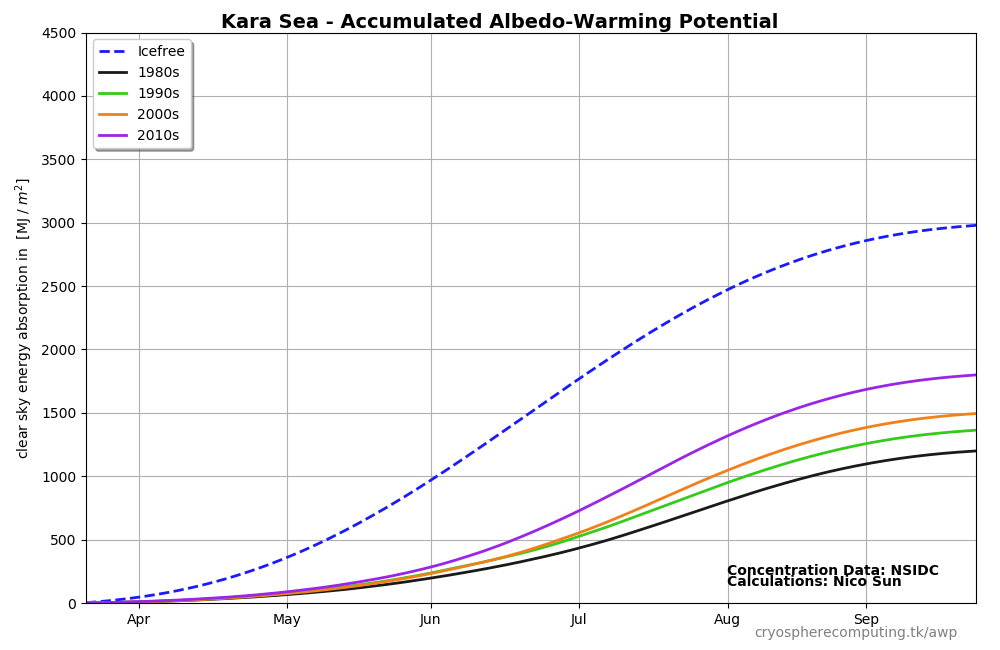 Kara Sea - Accumulated Albedo-Warming Potential
4500
4000
3500
3000
2500
2000
1500
1000
500
0
clear sky energy absorption in [MJ / m²]
Icefree
1980s
1990s
2000s
2010s
Concentration Data: NSIDC
Calculations: Nico Sun
Apr
May
Jun
Jul
Aug
Sep
cryospherecomputing.tk/awp